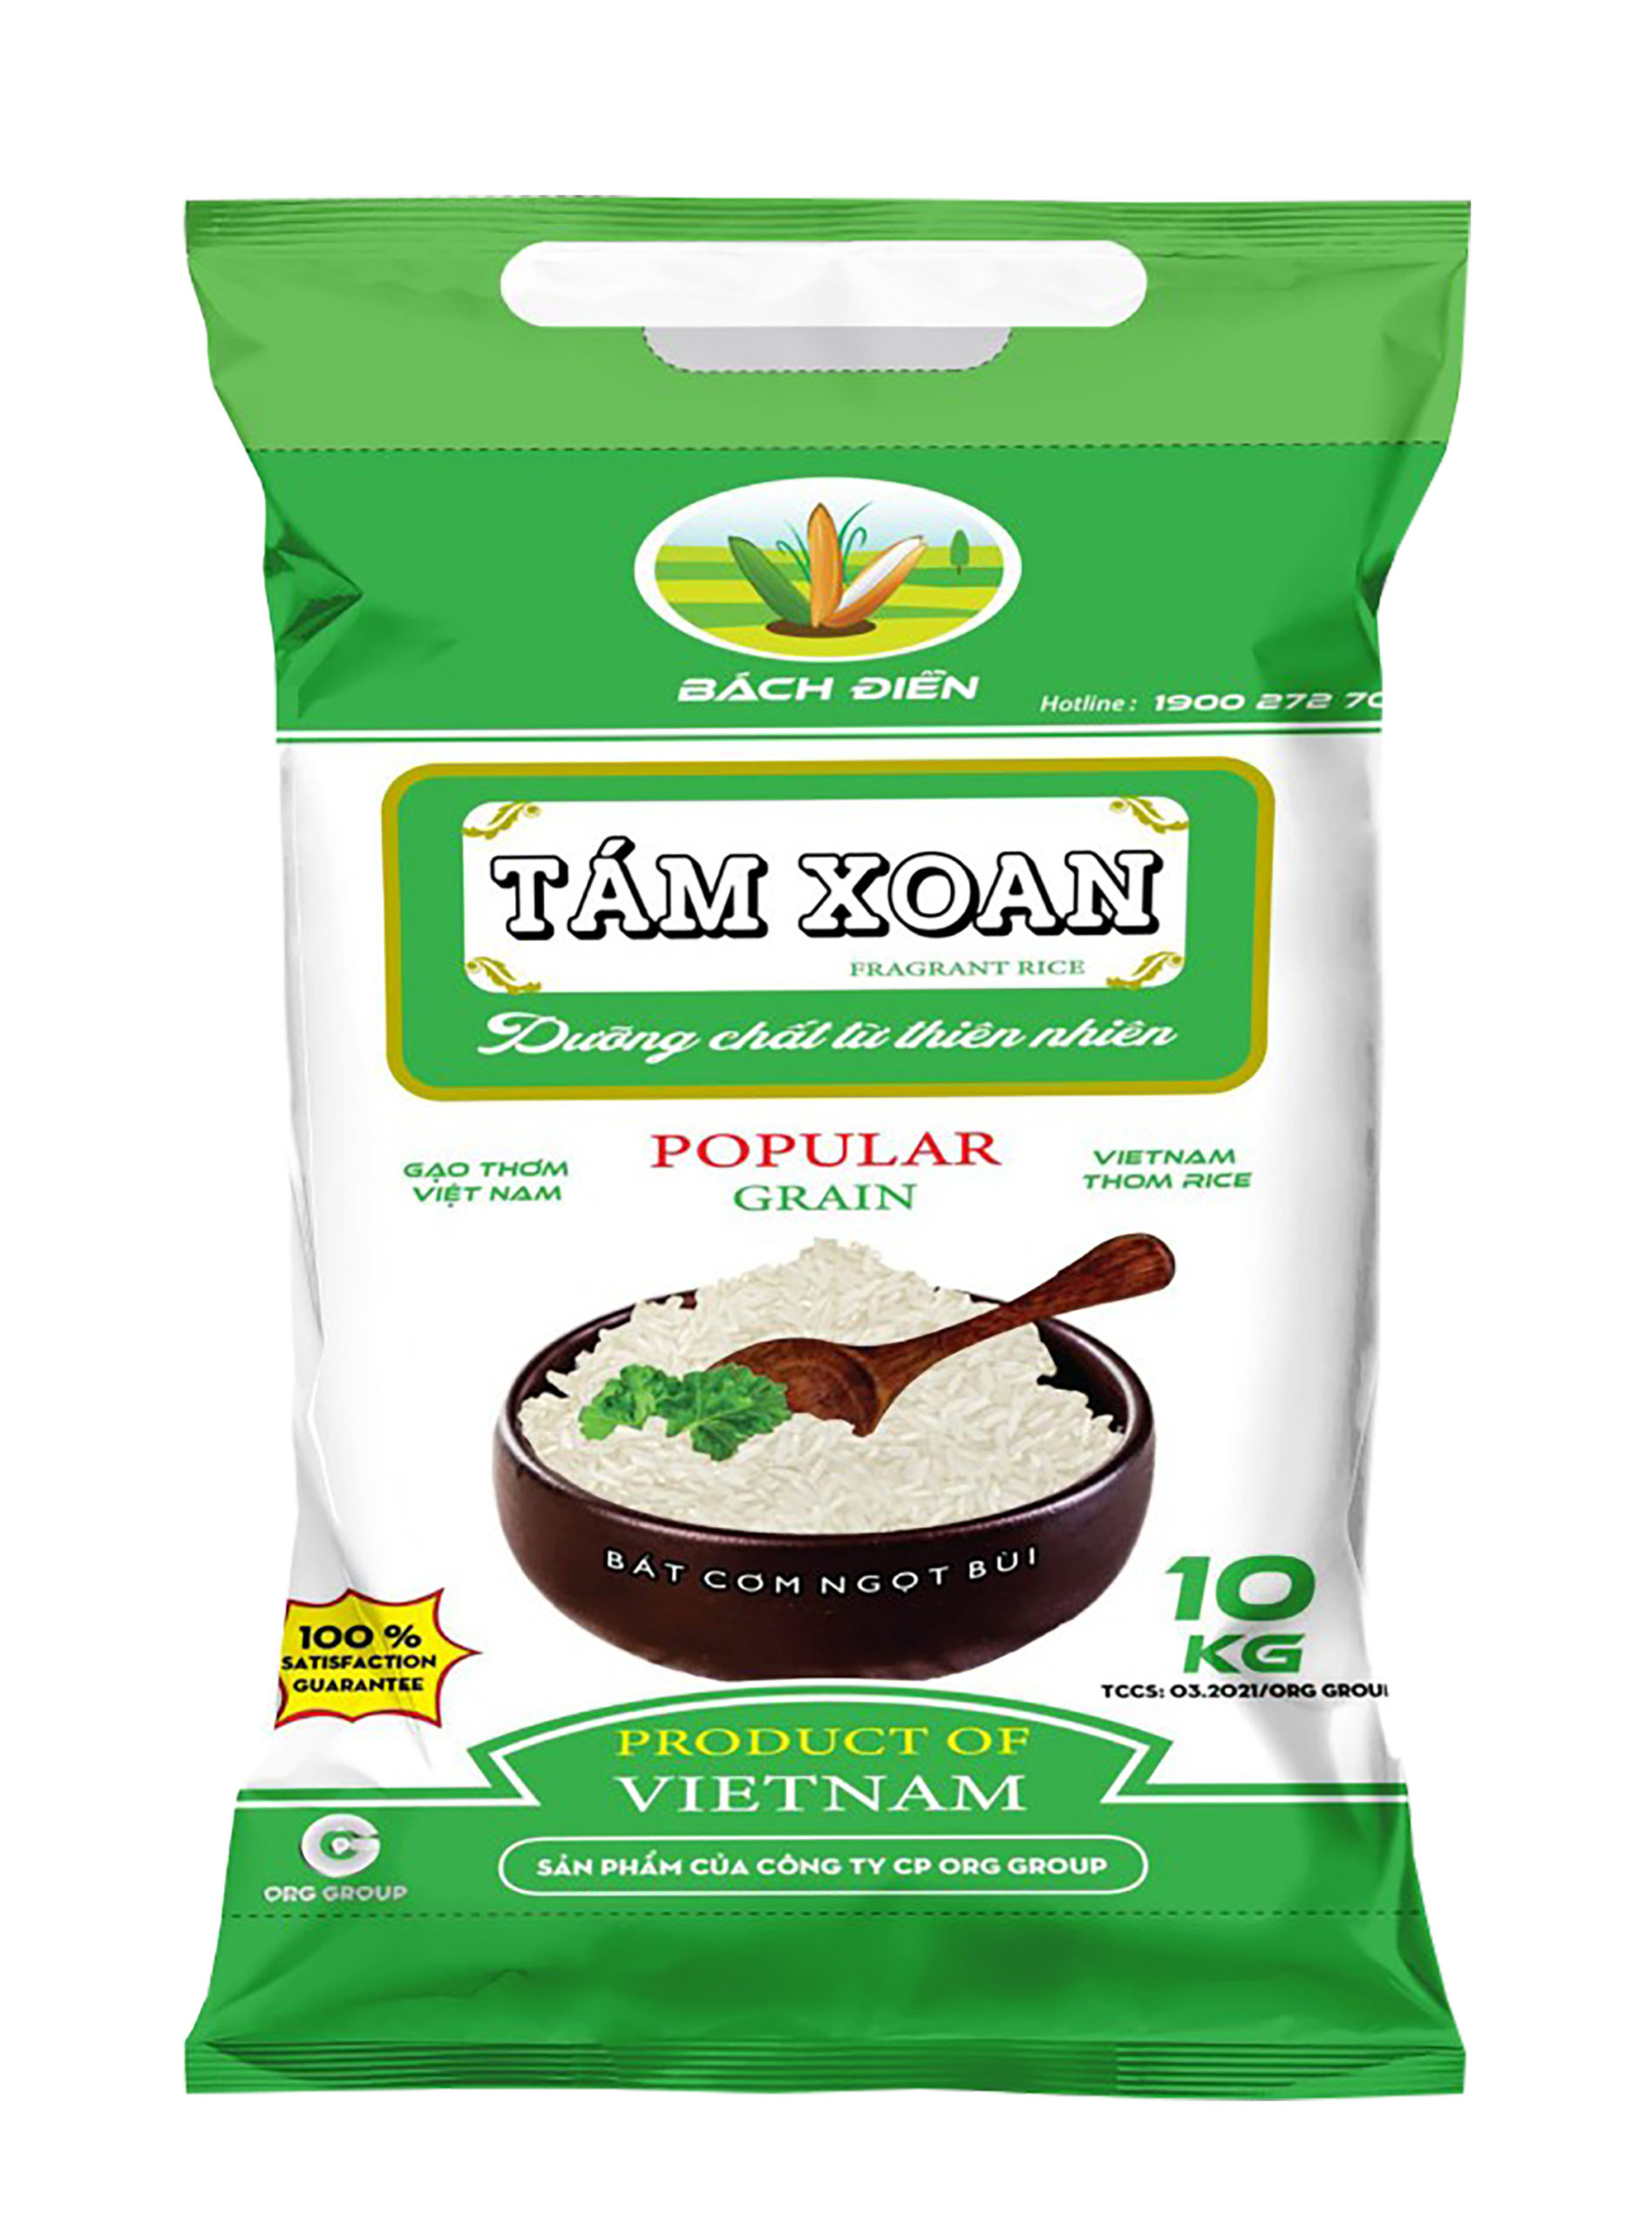 BÁCH ĐIỀN
Hotline : 1900 272 70
TÁM XOAN
FRAGRANT RICE
Dưỡng chất từ thiên nhiên
GẠO THƠM
VIỆT NAM
POPULAR
GRAIN
VIETNAM
THOM RICE
BÁT CƠM NGỌT BÙI
100 %
SATISFACTION
GUARANTEE
10
KG
TCCS: 03.2021/ORG GROU
PRODUCT OF
VIETNAM
SẢN PHẨM CỦA CÔNG TY CP ORG GROUP
ORG GROUP